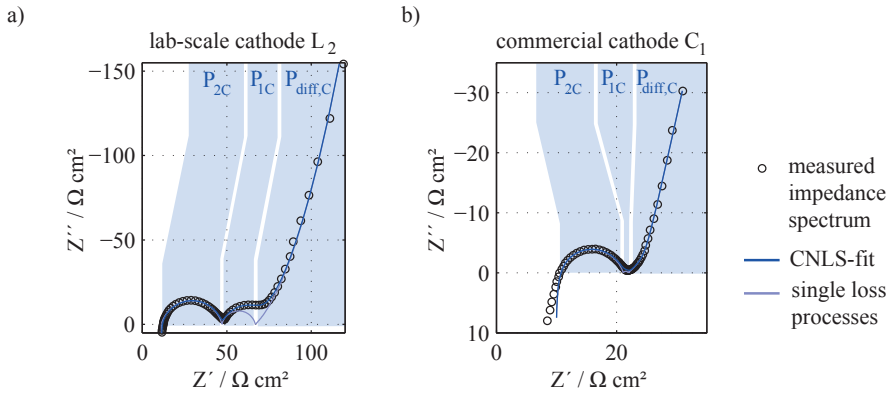 a)
lab-scale cathode L2
−150
−100
−50
0
0
50
100
Z′′ / Ω cm²
Z′ / Ω cm²
P2C
P1C
Pdiff,C
b)
commercial cathode C1
−30
−20
−10
0
10
0
20
Z′′ / Ω cm²
Z′ / Ω cm²
P2C
P1C
Pdiff,C
measured
impedance
spectrum
CNLS-fit
single loss
processes